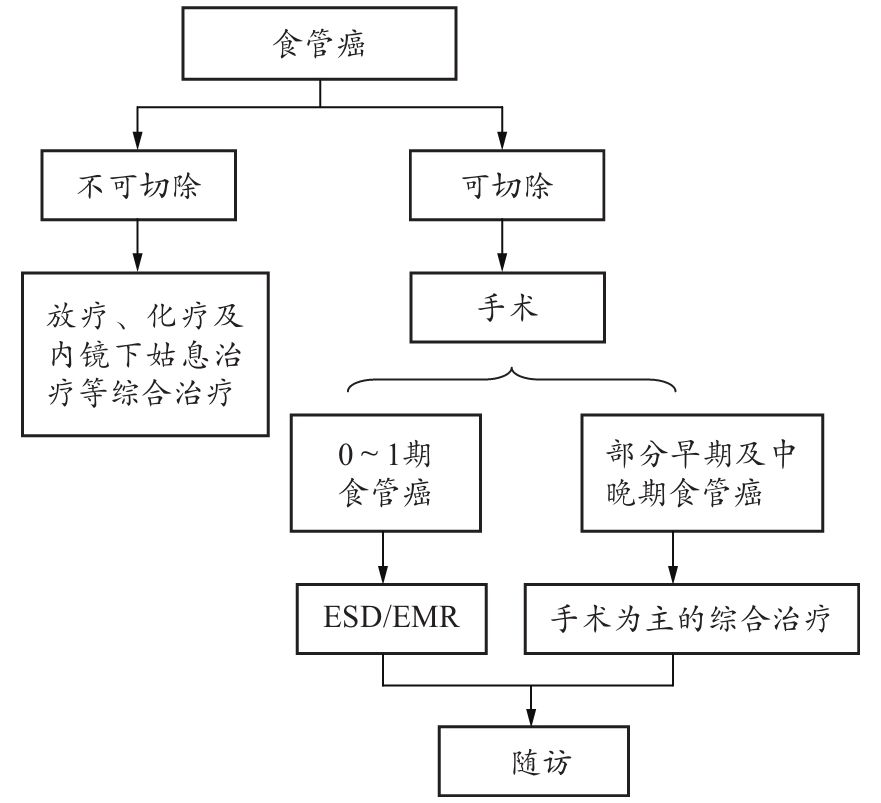 食管癌
不可切除
可切除
放疗、化疗及
内镜下姑息治
疗等综合治疗
手术
0~1期
食管癌
部分早期及中
晚期食管癌
ESD/EMR
手术为主的综合治疗
随访